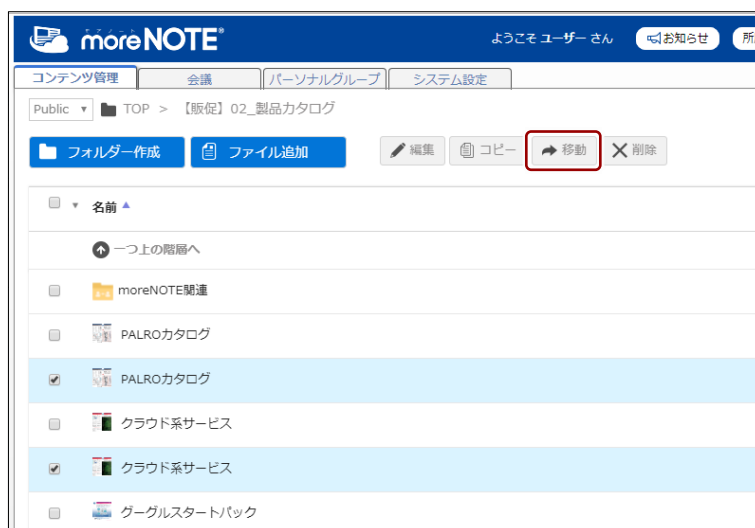 モアノート
moreNOTE®
ようこそ ユーザー さん
お知らせ
所
コンテンツ管理
会議
パーソナルグループ
システム設定
Public ▼ TOP > 【販促】02_製品カタログ
フォルダー作成
ファイル追加
編集
コピー
移動
削除
▼ 名前 ▲
一つ上の階層へ
moreNOTE関連
PALROカタログ
PALROカタログ
クラウド系サービス
クラウド系サービス
グーグルスタートパック